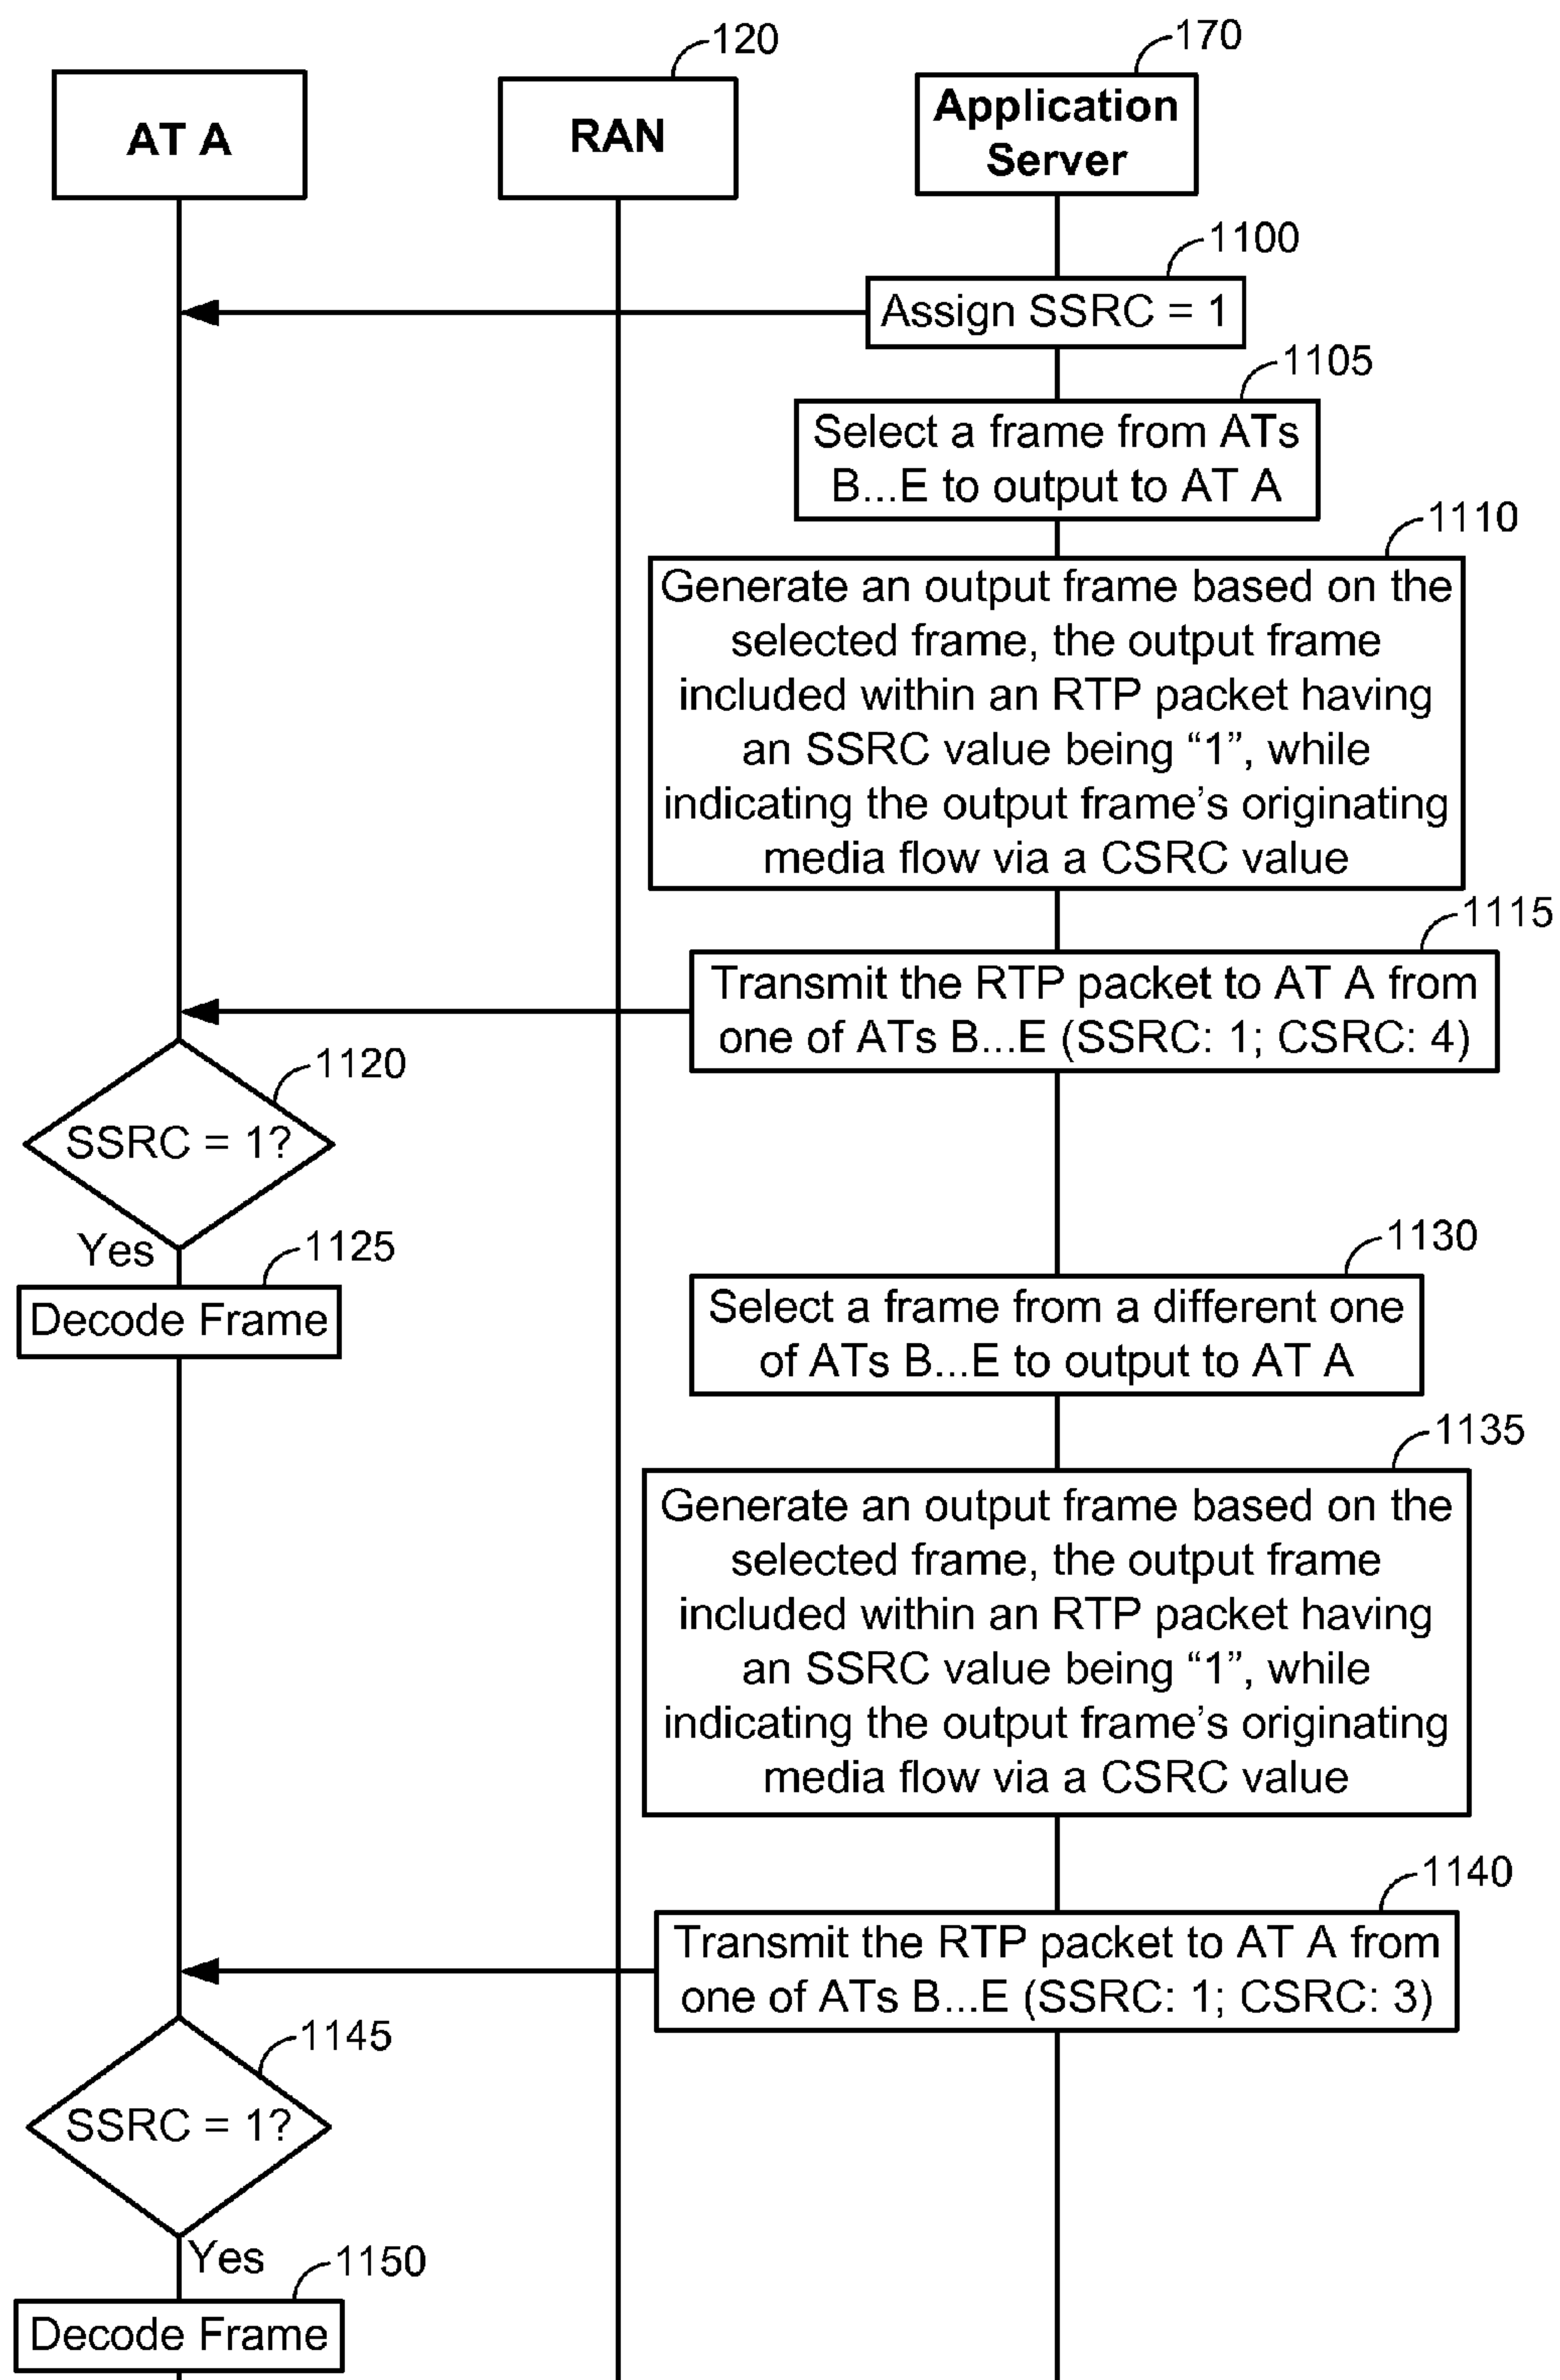 120
170
AT A
RAN
Application
Server
1100
Assign SSRC = 1
1105
Select a frame from ATs
B...E to output to AT A
1110
Generate an output frame based on the
selected frame, the output frame
included within an RTP packet having
an SSRC value being “1”, while
indicating the output frame’s originating
media flow via a CSRC value
1115
Transmit the RTP packet to AT A from
one of ATs B...E (SSRC: 1; CSRC: 4)
1120
SSRC = 1?
Yes
1125
Decode Frame
1130
Select a frame from a different one
of ATs B...E to output to AT A
1135
Generate an output frame based on the
selected frame, the output frame
included within an RTP packet having
an SSRC value being “1”, while
indicating the output frame’s originating
media flow via a CSRC value
1140
Transmit the RTP packet to AT A from
one of ATs B...E (SSRC: 1; CSRC: 3)
1145
SSRC = 1?
Yes
1150
Decode Frame